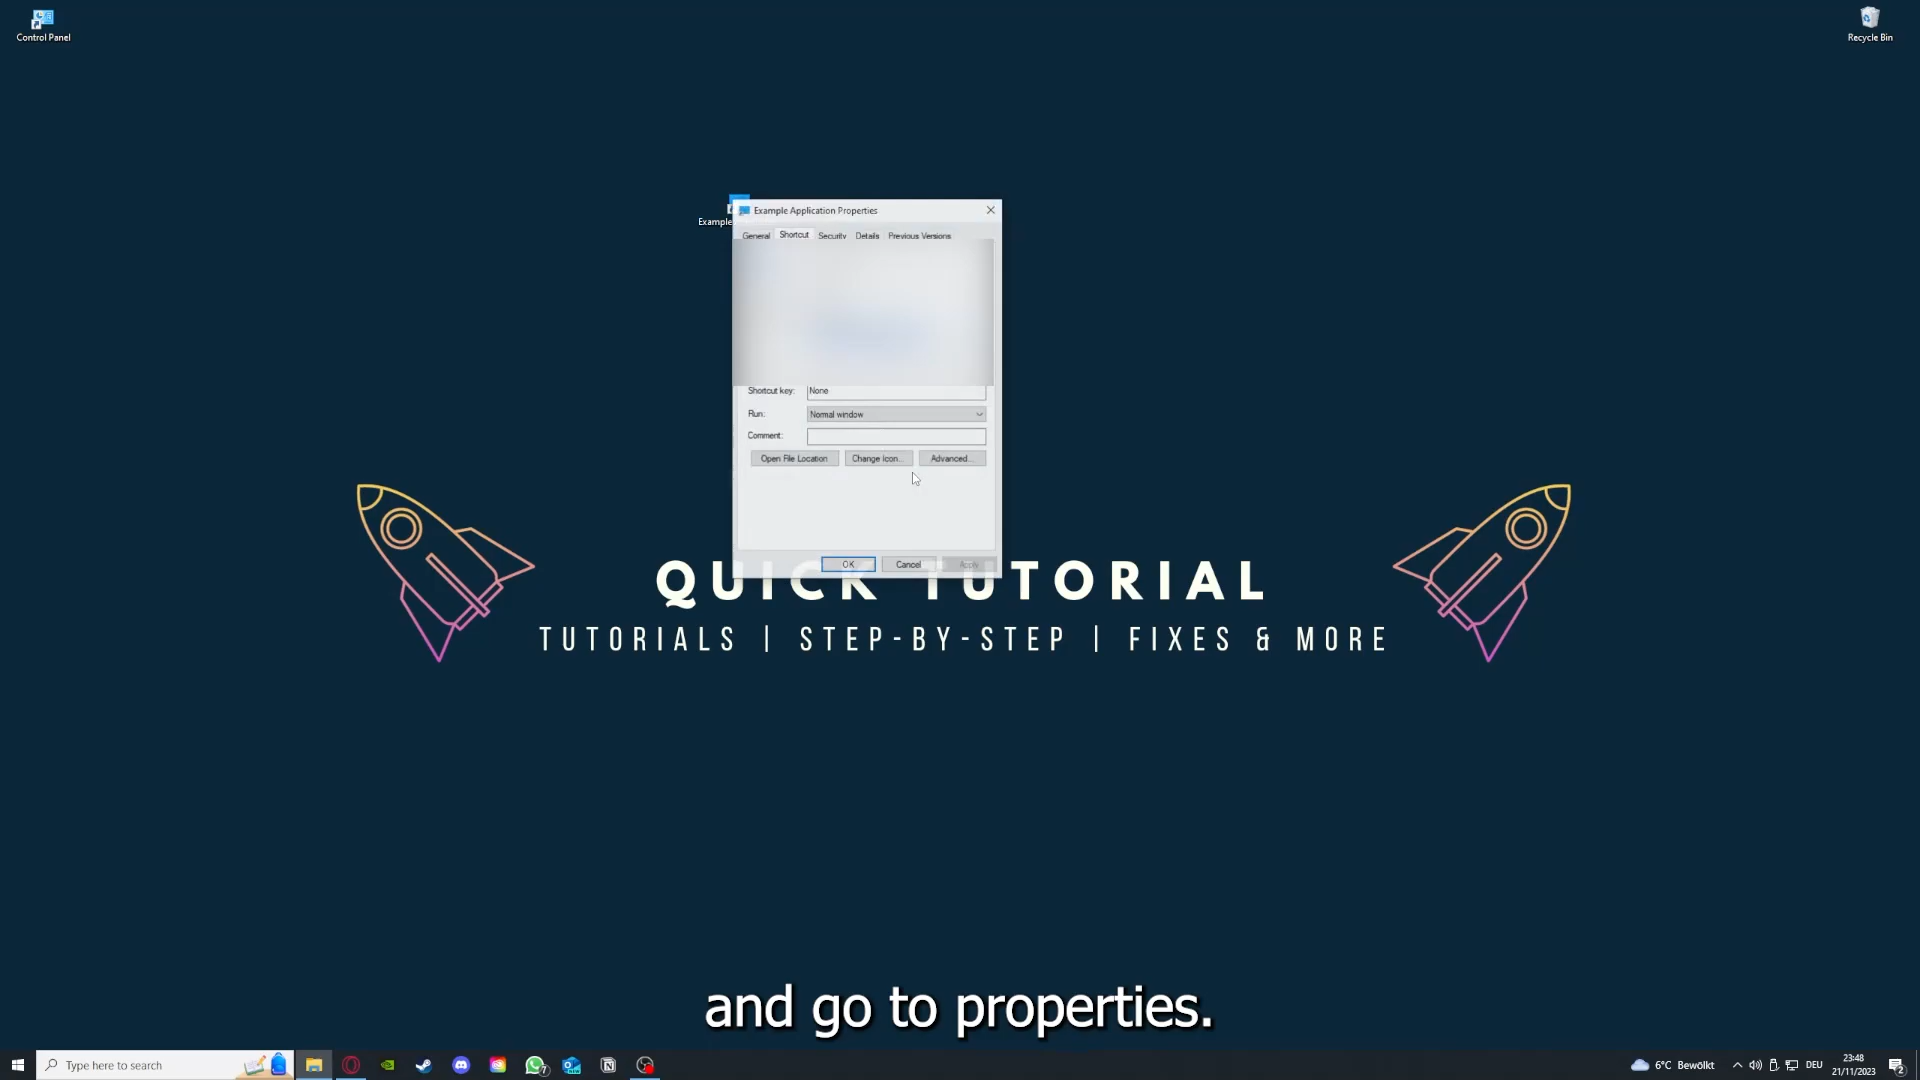 Control Panel
Recycle Bin
Example
Example Application Properties
General Shortcut Security Details Previous Versions
Shortcut key: None
Run: Normal window
Comment:
Open File Location Change Icon... Advanced...
OK Cancel Apply
QUICK TUTORIAL
TUTORIALS | STEP-BY-STEP | FIXES & MORE
and go to properties.
Type here to search
7
6°C Bewölkt
DEU
23:48
21/11/2023
2